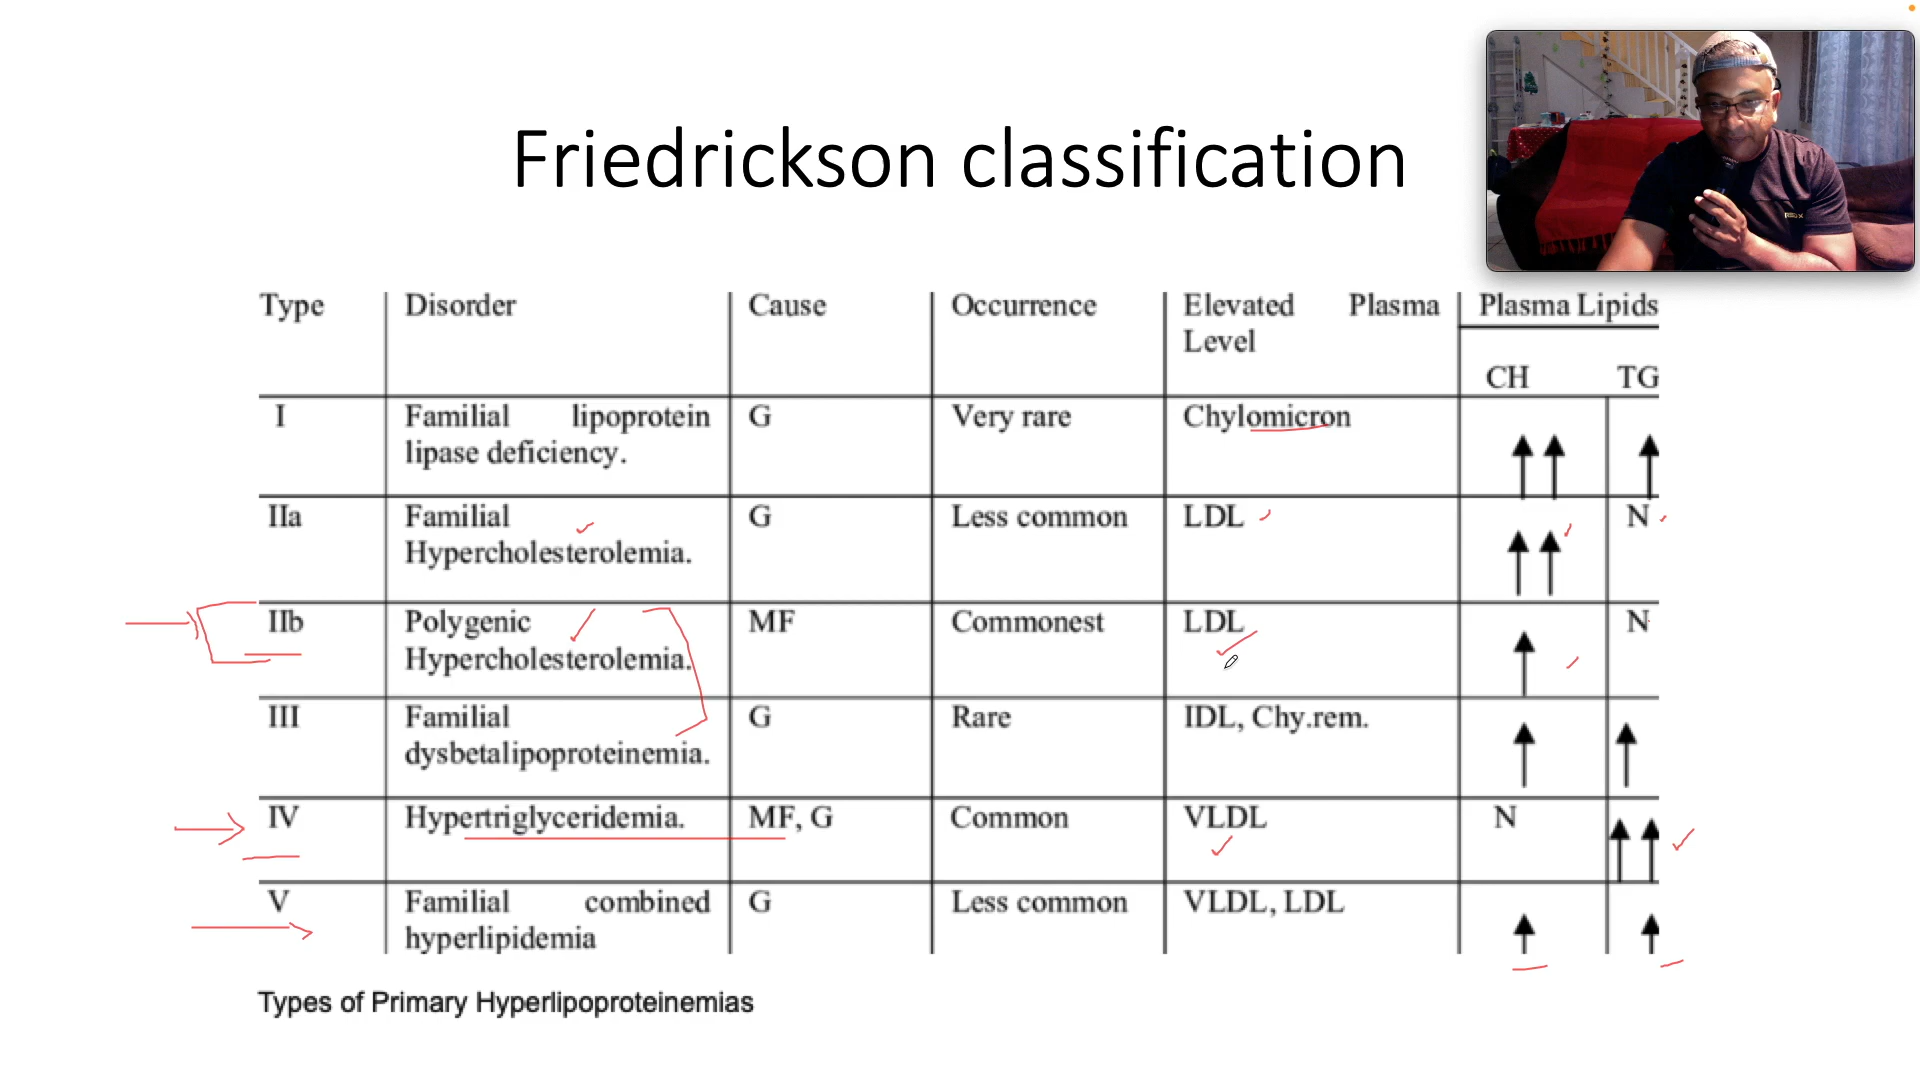 Friedrickson classification
Type Disorder Cause Occurrence Elevated Plasma Level Plasma Lipids
CH TG
I Familial lipoprotein lipase deficiency. G Very rare Chylomicron ↑↑ ↑
IIa Familial Hypercholesterolemia. G Less common LDL ↑↑ N
IIb Polygenic Hypercholesterolemia. MF Commonest LDL ↑ N
III Familial dysbetalipoproteinemia. G Rare IDL, Chy.rem. ↑ ↑
IV Hypertriglyceridemia. MF, G Common VLDL N ↑↑
V Familial combined hyperlipidemia G Less common VLDL, LDL ↑ ↑
Types of Primary Hyperlipoproteinemias